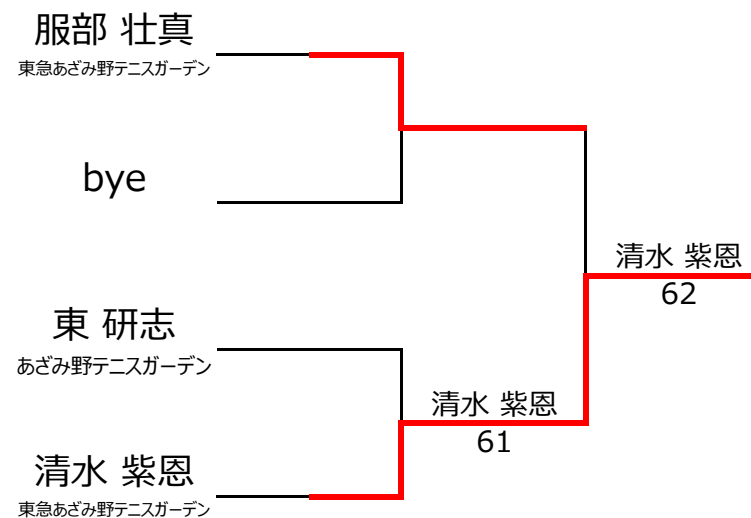 服部 壮真
東急あざみ野テニスガーデン
bye
東 研志
あざみ野テニスガーデン
清水 紫恩
東急あざみ野テニスガーデン
清水 紫恩
61
清水 紫恩
62